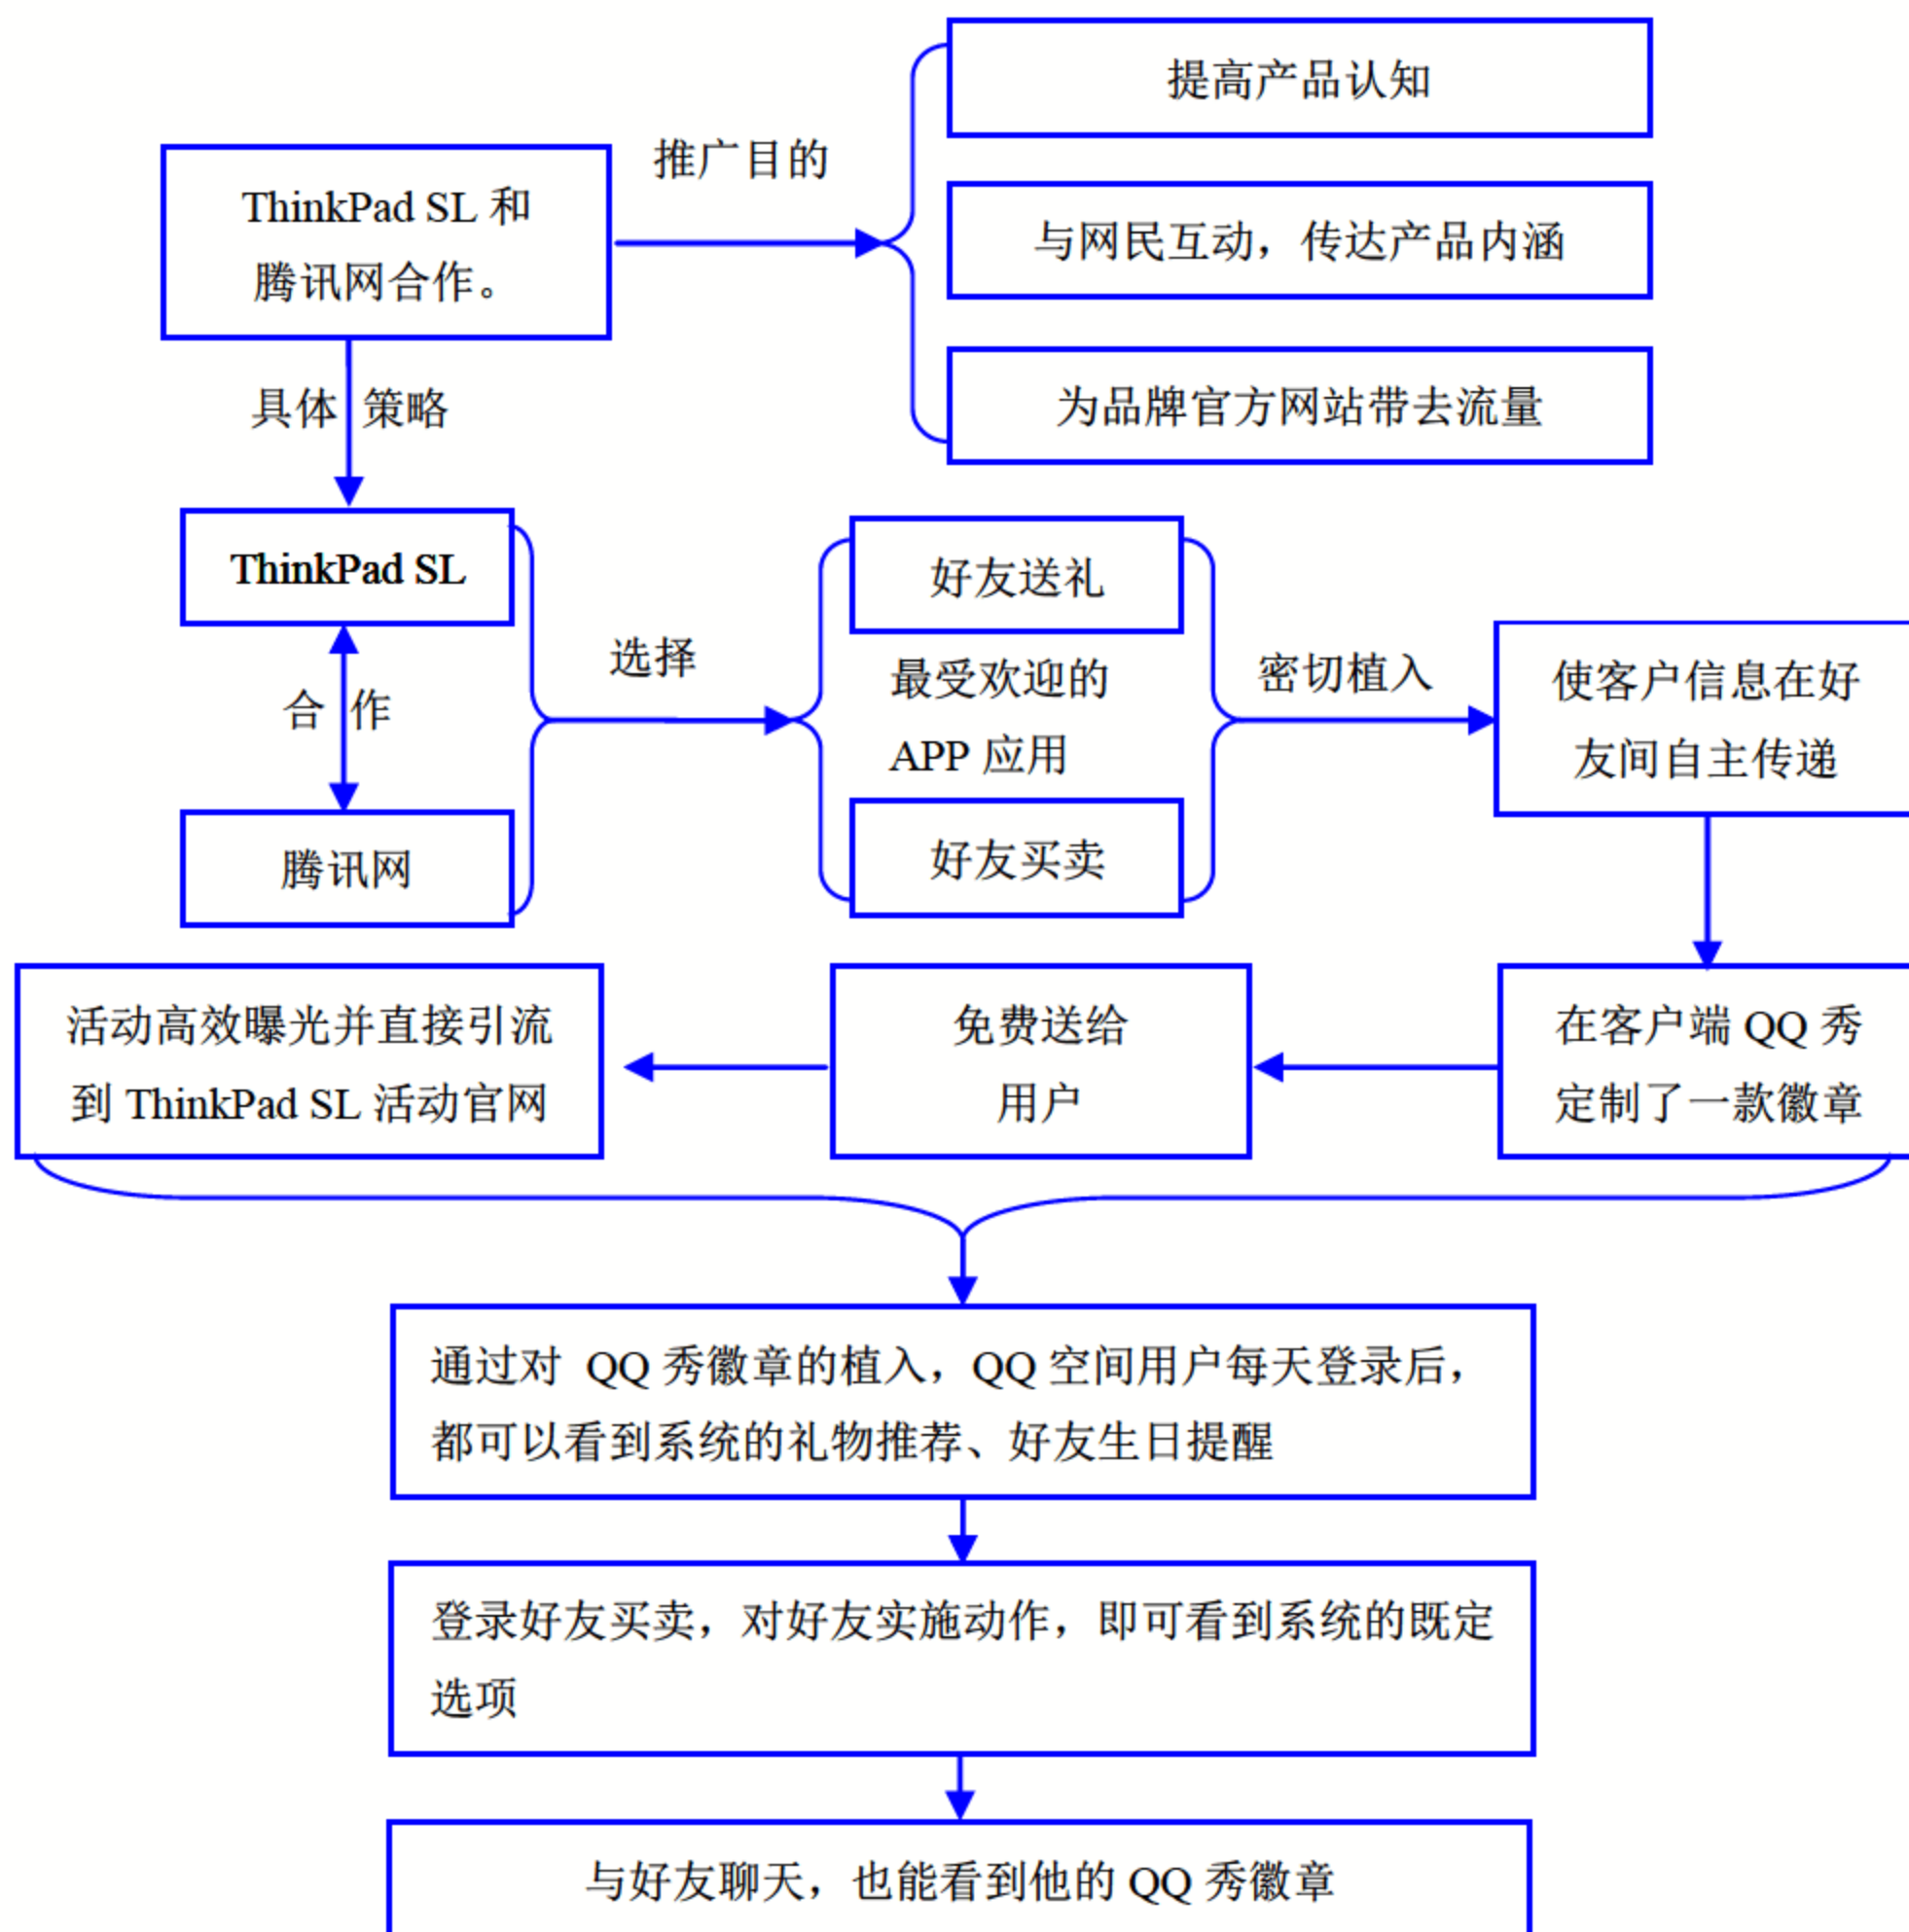 提高产品认知
推广目的
ThinkPad SL 和
腾讯网合作。
与网民互动，传达产品内涵
为品牌官方网站带去流量
具体 策略
ThinkPad SL
好友送礼
选择
最受欢迎的
APP 应用
密切植入
使客户信息在好
友间自主传递
合 作
腾讯网
好友买卖
活动高效曝光并直接引流
到 ThinkPad SL 活动官网
免费送给
用户
在客户端 QQ 秀
定制了一款徽章
通过对 QQ 秀徽章的植入，QQ 空间用户每天登录后，
都可以看到系统的礼物推荐、好友生日提醒
登录好友买卖，对好友实施动作，即可看到系统的既定
选项
与好友聊天，也能看到他的 QQ 秀徽章